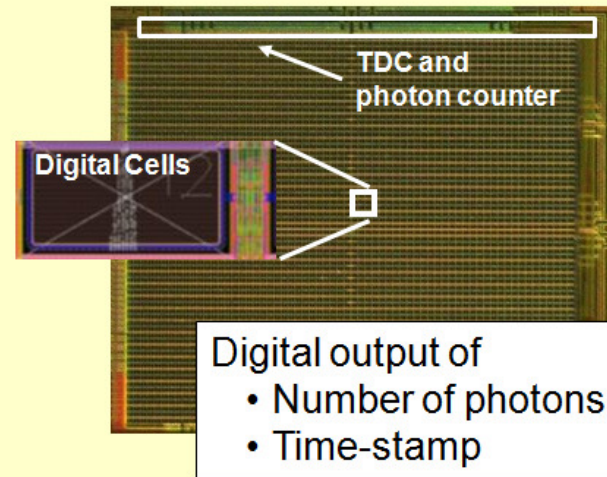 TDC and
photon counter
Digital Cells
Digital output of
• Number of photons
• Time-stamp